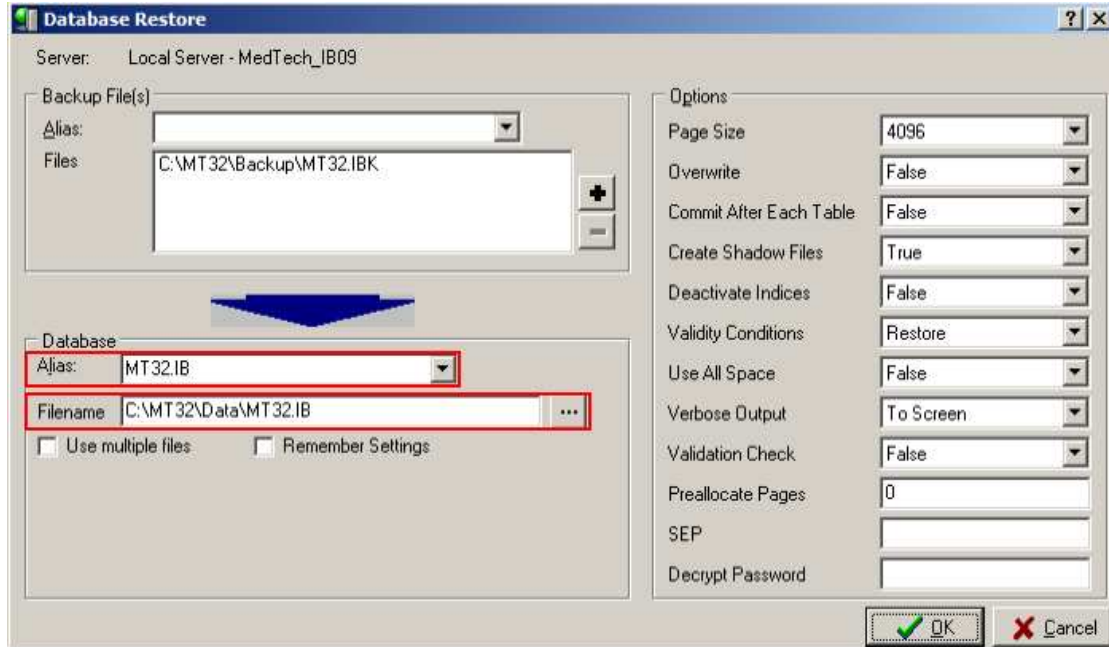 Database Restore
Server: Local Server - MedTech_IB09
Backup File(s)
Alias:
Files C:\MT32\Backup\MT32.IBK
Database
Alias: MT32.IB
Filename C:\MT32\Data\MT32.IB ...
Use multiple files Remember Settings
Options
Page Size 4096
Overwrite False
Commit After Each Table False
Create Shadow Files True
Deactivate Indices False
Validity Conditions Restore
Use All Space False
Verbose Output To Screen
Validation Check False
Preallocate Pages 0
SEP
Decrypt Password
OK Cancel